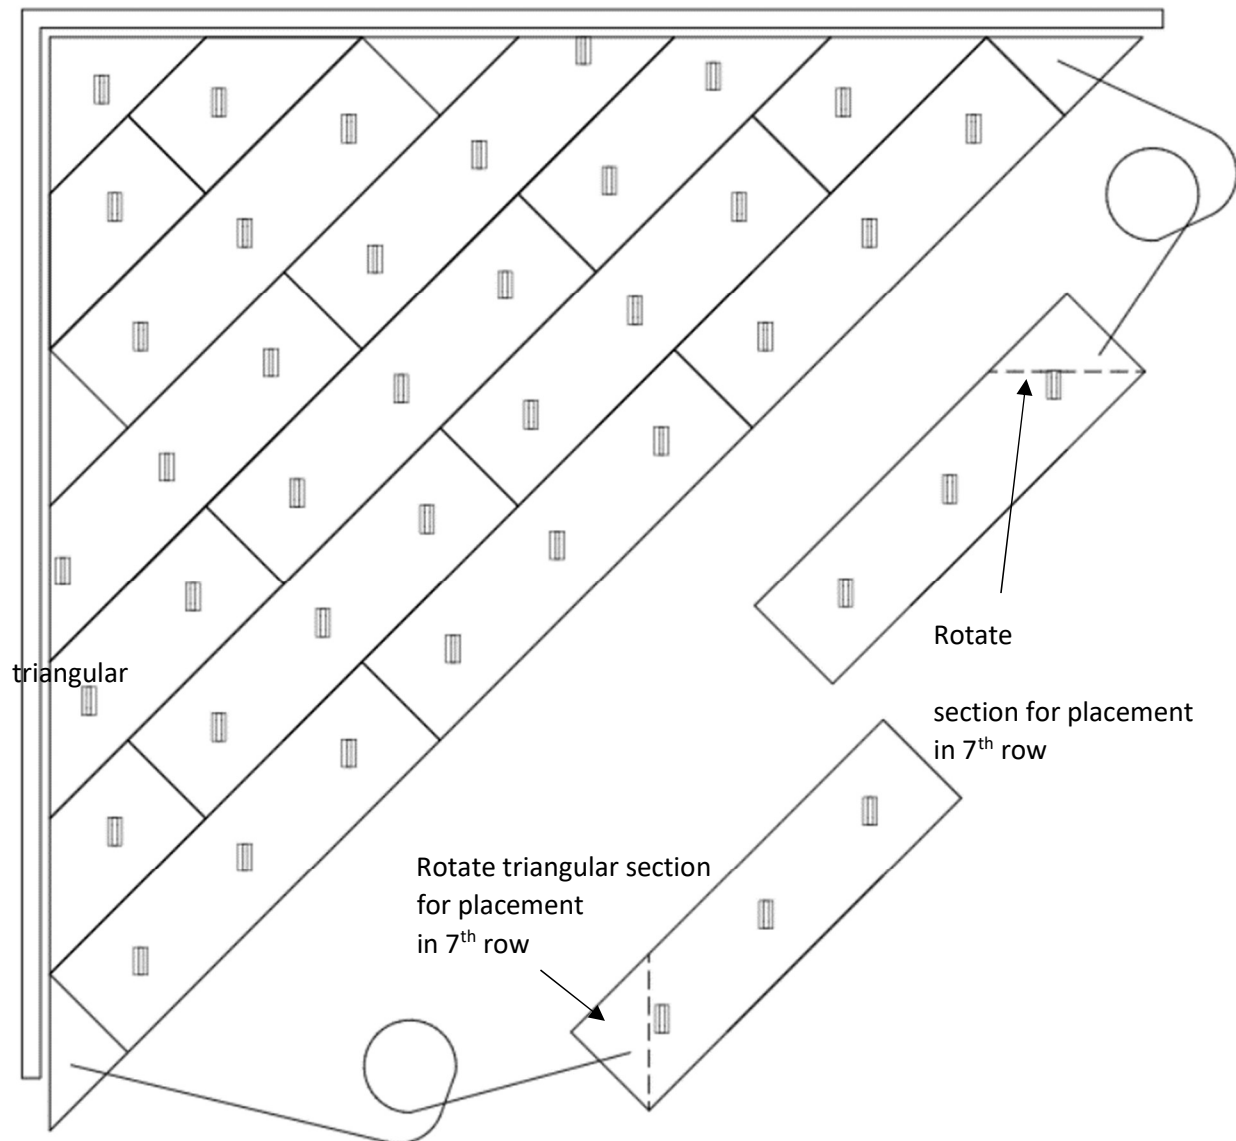 triangular
Rotate
section for placement
in 7th row
Rotate triangular section
for placement
in 7th row